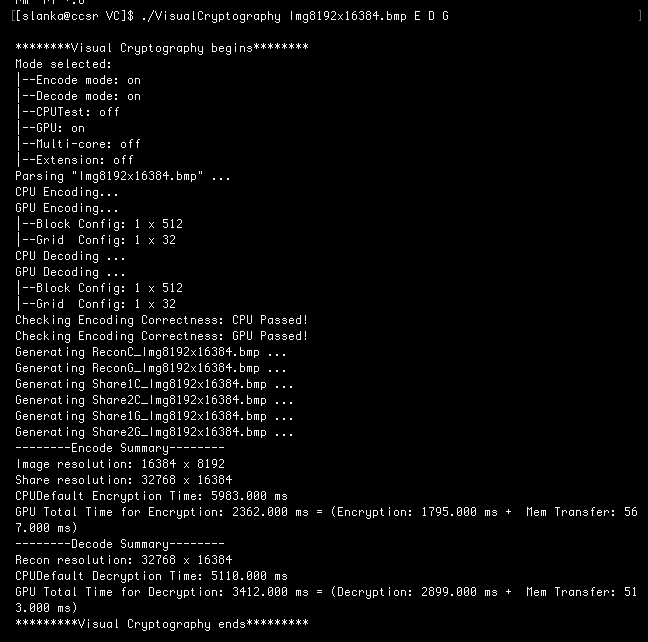 [[slanka@ccsr VC]$ ./VisualCryptography Img8192x16384.bmp E D G ]
********Visual Cryptography begins********
Mode selected:
|--Encode mode: on
|--Decode mode: on
|--CPUTest: off
|--GPU: on
|--Multi-core: off
|--Extension: off
Parsing "Img8192x16384.bmp" ...
CPU Encoding...
GPU Encoding...
|--Block Config: 1 x 512
|--Grid  Config: 1 x 32
CPU Decoding ...
GPU Decoding ...
|--Block Config: 1 x 512
|--Grid  Config: 1 x 32
Checking Encoding Correctness: CPU Passed!
Checking Encoding Correctness: GPU Passed!
Generating ReconC_Img8192x16384.bmp ...
Generating ReconG_Img8192x16384.bmp ...
Generating Share1C_Img8192x16384.bmp ...
Generating Share2C_Img8192x16384.bmp ...
Generating Share1G_Img8192x16384.bmp ...
Generating Share2G_Img8192x16384.bmp ...
--------Encode Summary--------
Image resolution: 16384 x 8192
Share resolution: 32768 x 16384
CPUDefault Encryption Time: 5983.000 ms
GPU Total Time for Encryption: 2362.000 ms = (Encryption: 1795.000 ms +  Mem Transfer: 56
7.000 ms)
--------Decode Summary--------
Recon resolution: 32768 x 16384
CPUDefault Decryption Time: 5110.000 ms
GPU Total Time for Decryption: 3412.000 ms = (Decryption: 2899.000 ms +  Mem Transfer: 51
3.000 ms)
*********Visual Cryptography ends*********